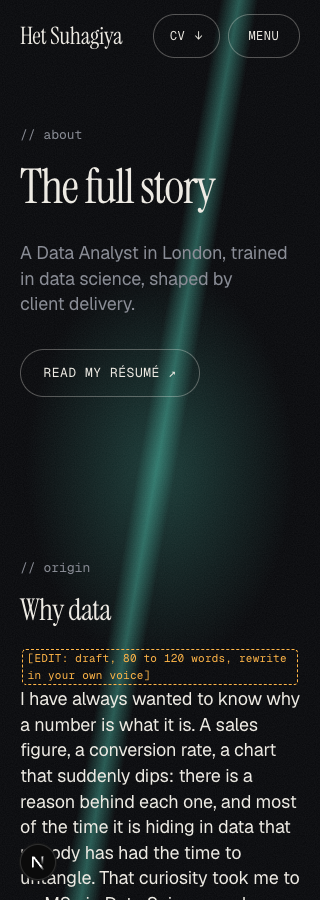 Het Suhagiya
CV ↓
MENU
// about
The full story
A Data Analyst in London, trained
in data science, shaped by
client delivery.
READ MY RÉSUMÉ ↗
// origin
Why data
[EDIT: draft, 80 to 120 words, rewrite
in your own voice]
I have always wanted to know why
a number is what it is. A sales
figure, a conversion rate, a chart
that suddenly dips: there is a
reason behind each one, and most
of the time it is hiding in data that
nobody has had the time to
untangle. That curiosity took me to
N